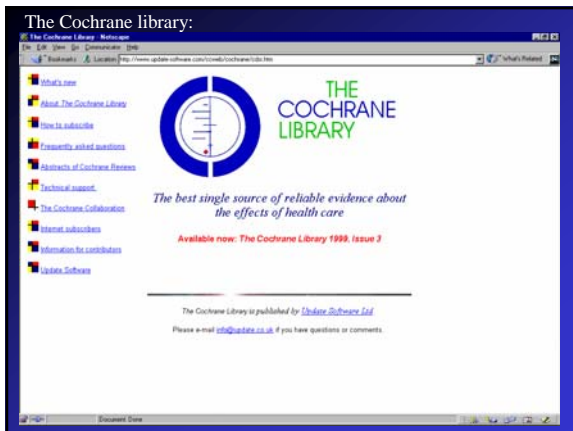 The Cochrane library:
The Cochrane Library - Netscape
File Edit View Go Communicator Help
Bookmarks Location http://www.update-software.com/ccweb/cochrane/cdsr.htm What's Related
What's new
About The Cochrane Library
How to subscribe
Frequently asked questions
Abstracts of Cochrane Reviews
Technical support
The Cochrane Collaboration
Internet subscribers
Information for contributors
Update Software
THE
COCHRANE
LIBRARY
The best single source of reliable evidence about
the effects of health care
Available now: The Cochrane Library 1999, Issue 3
The Cochrane Library is published by Update Software Ltd
Please e-mail info@update.co.uk if you have questions or comments.
Document: Done